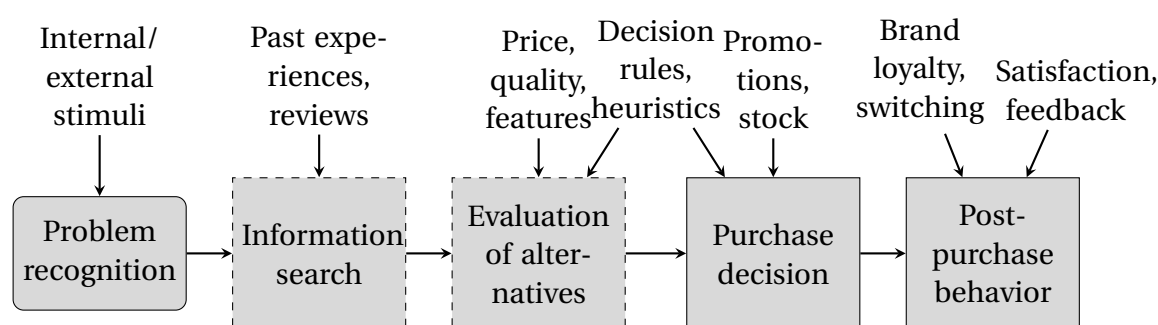 Internal/
external
stimuli
Past expe-
riences,
reviews
Price,
quality,
features
Decision
rules,
heuristics
Promo-
tions,
stock
Brand
loyalty,
switching
Satisfaction,
feedback
Problem
recognition
Information
search
Evaluation
of alter-
natives
Purchase
decision
Post-
purchase
behavior